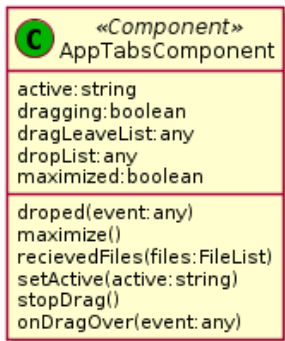 C
«Component»
AppTabsComponent
active:string
dragging:boolean
dragLeaveList:any
dropList:any
maximized:boolean
droped(event:any)
maximize()
recievedFiles(files:FileList)
setActive(active:string)
stopDrag()
onDragOver(event:any)